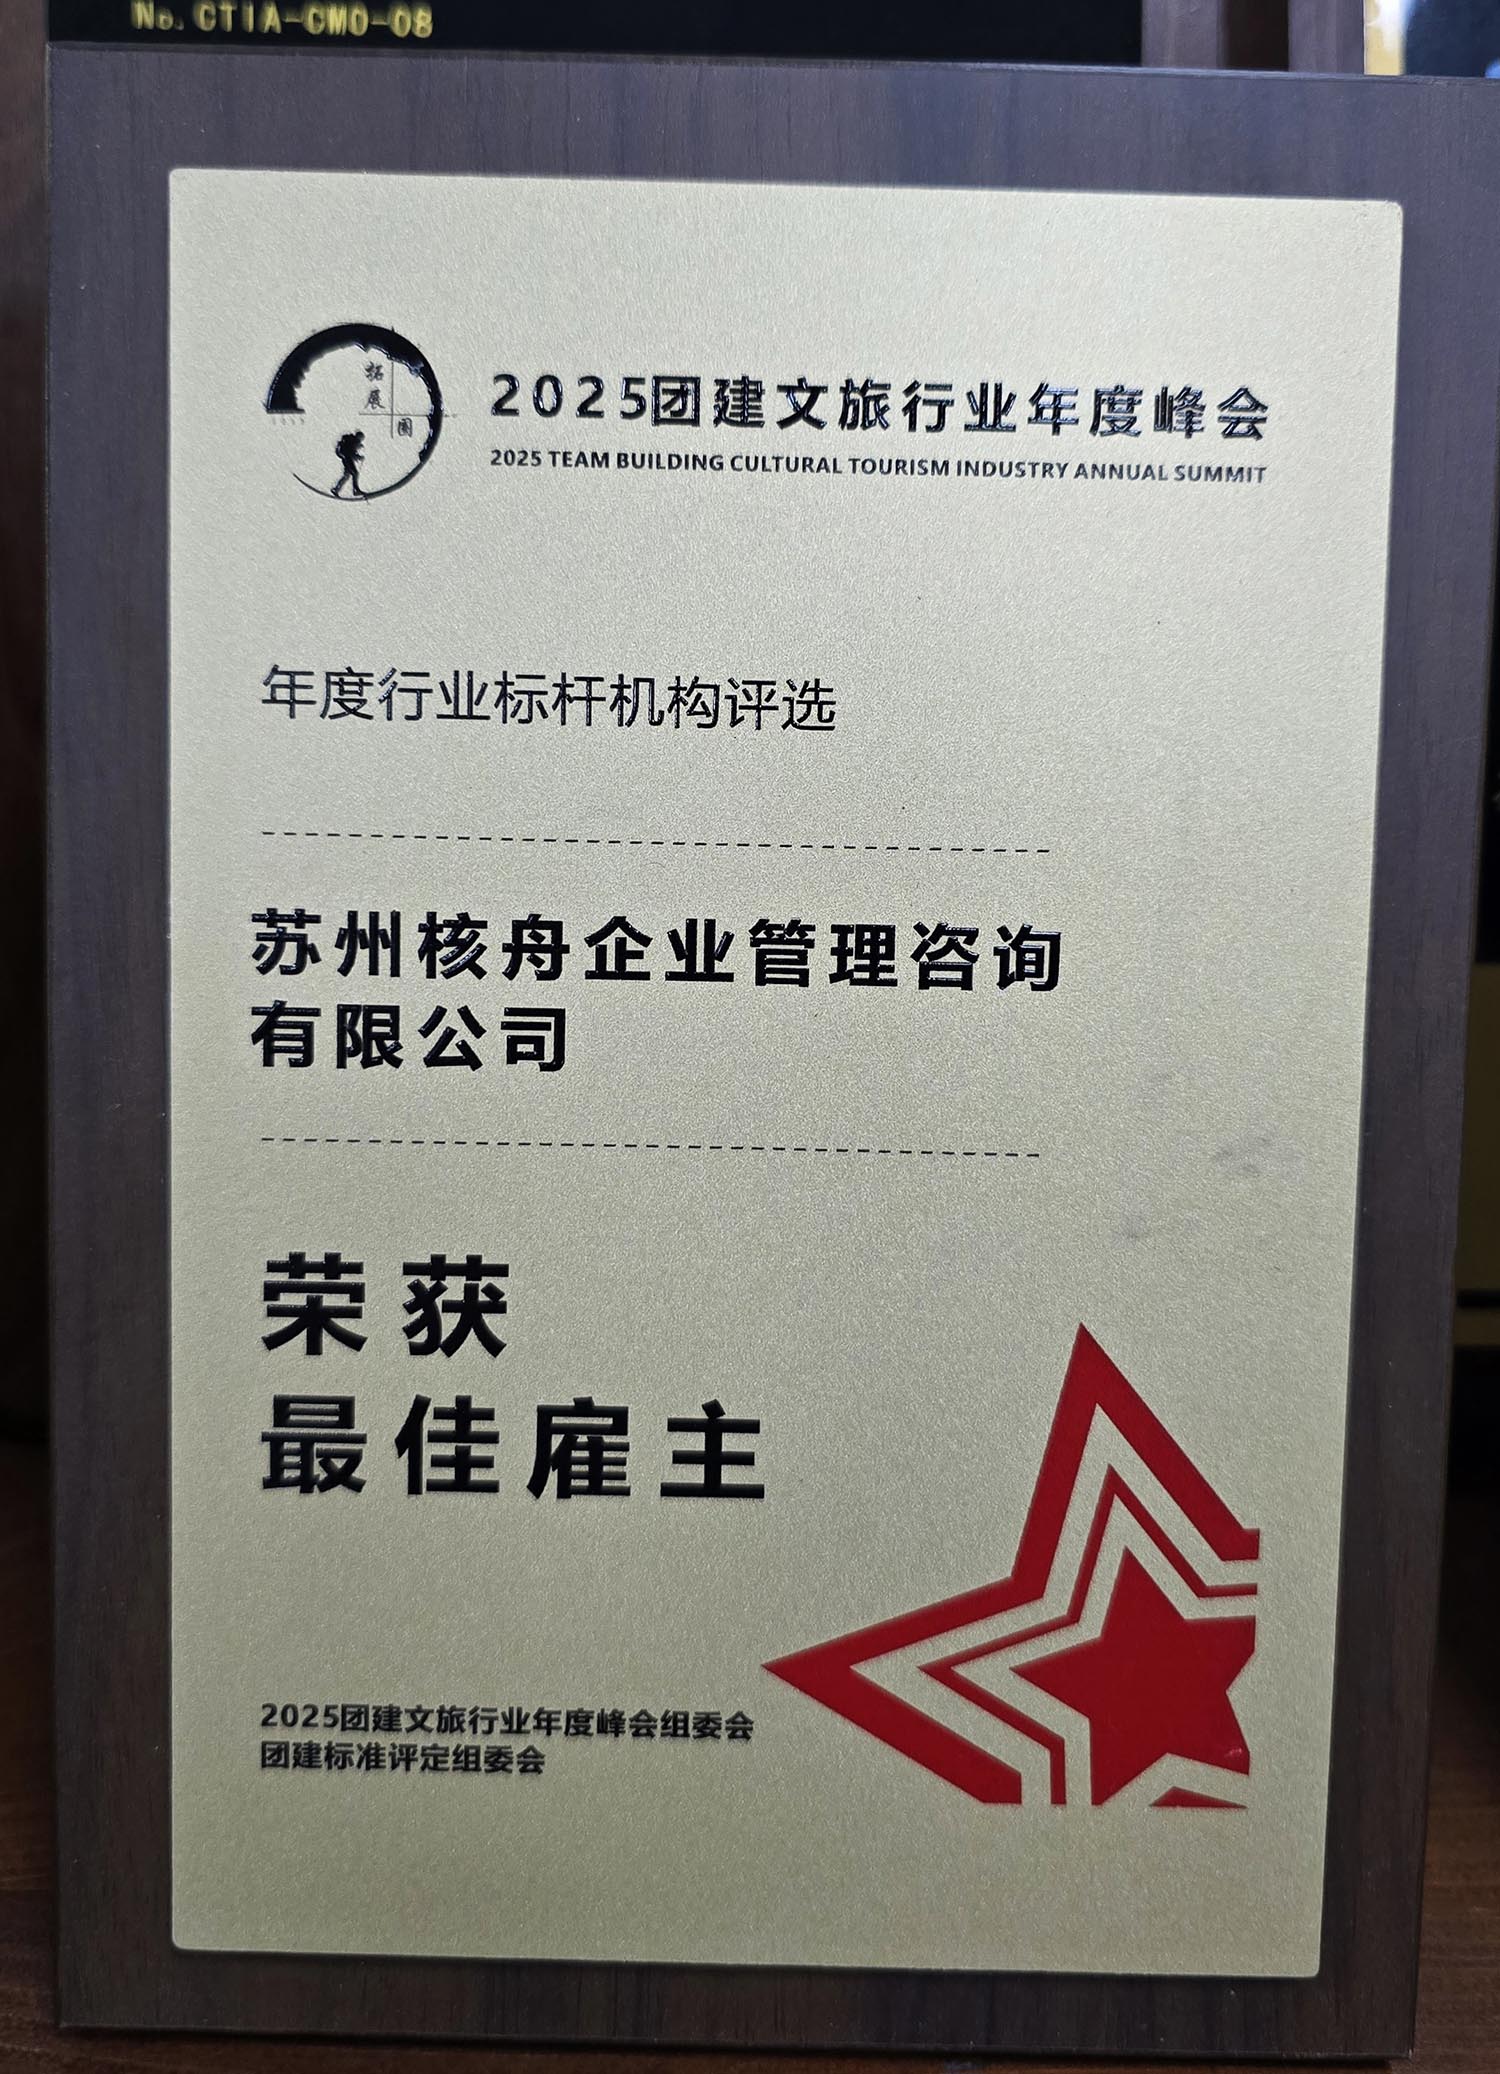 No. CTIA-CMO-08
拓展
圈
2025团建文旅行业年度峰会
2025 TEAM BUILDING CULTURAL TOURISM INDUSTRY ANNUAL SUMMIT
年度行业标杆机构评选
苏州核舟企业管理咨询
有限公司
荣获
最佳雇主
2025团建文旅行业年度峰会组委会
团建标准评定组委会